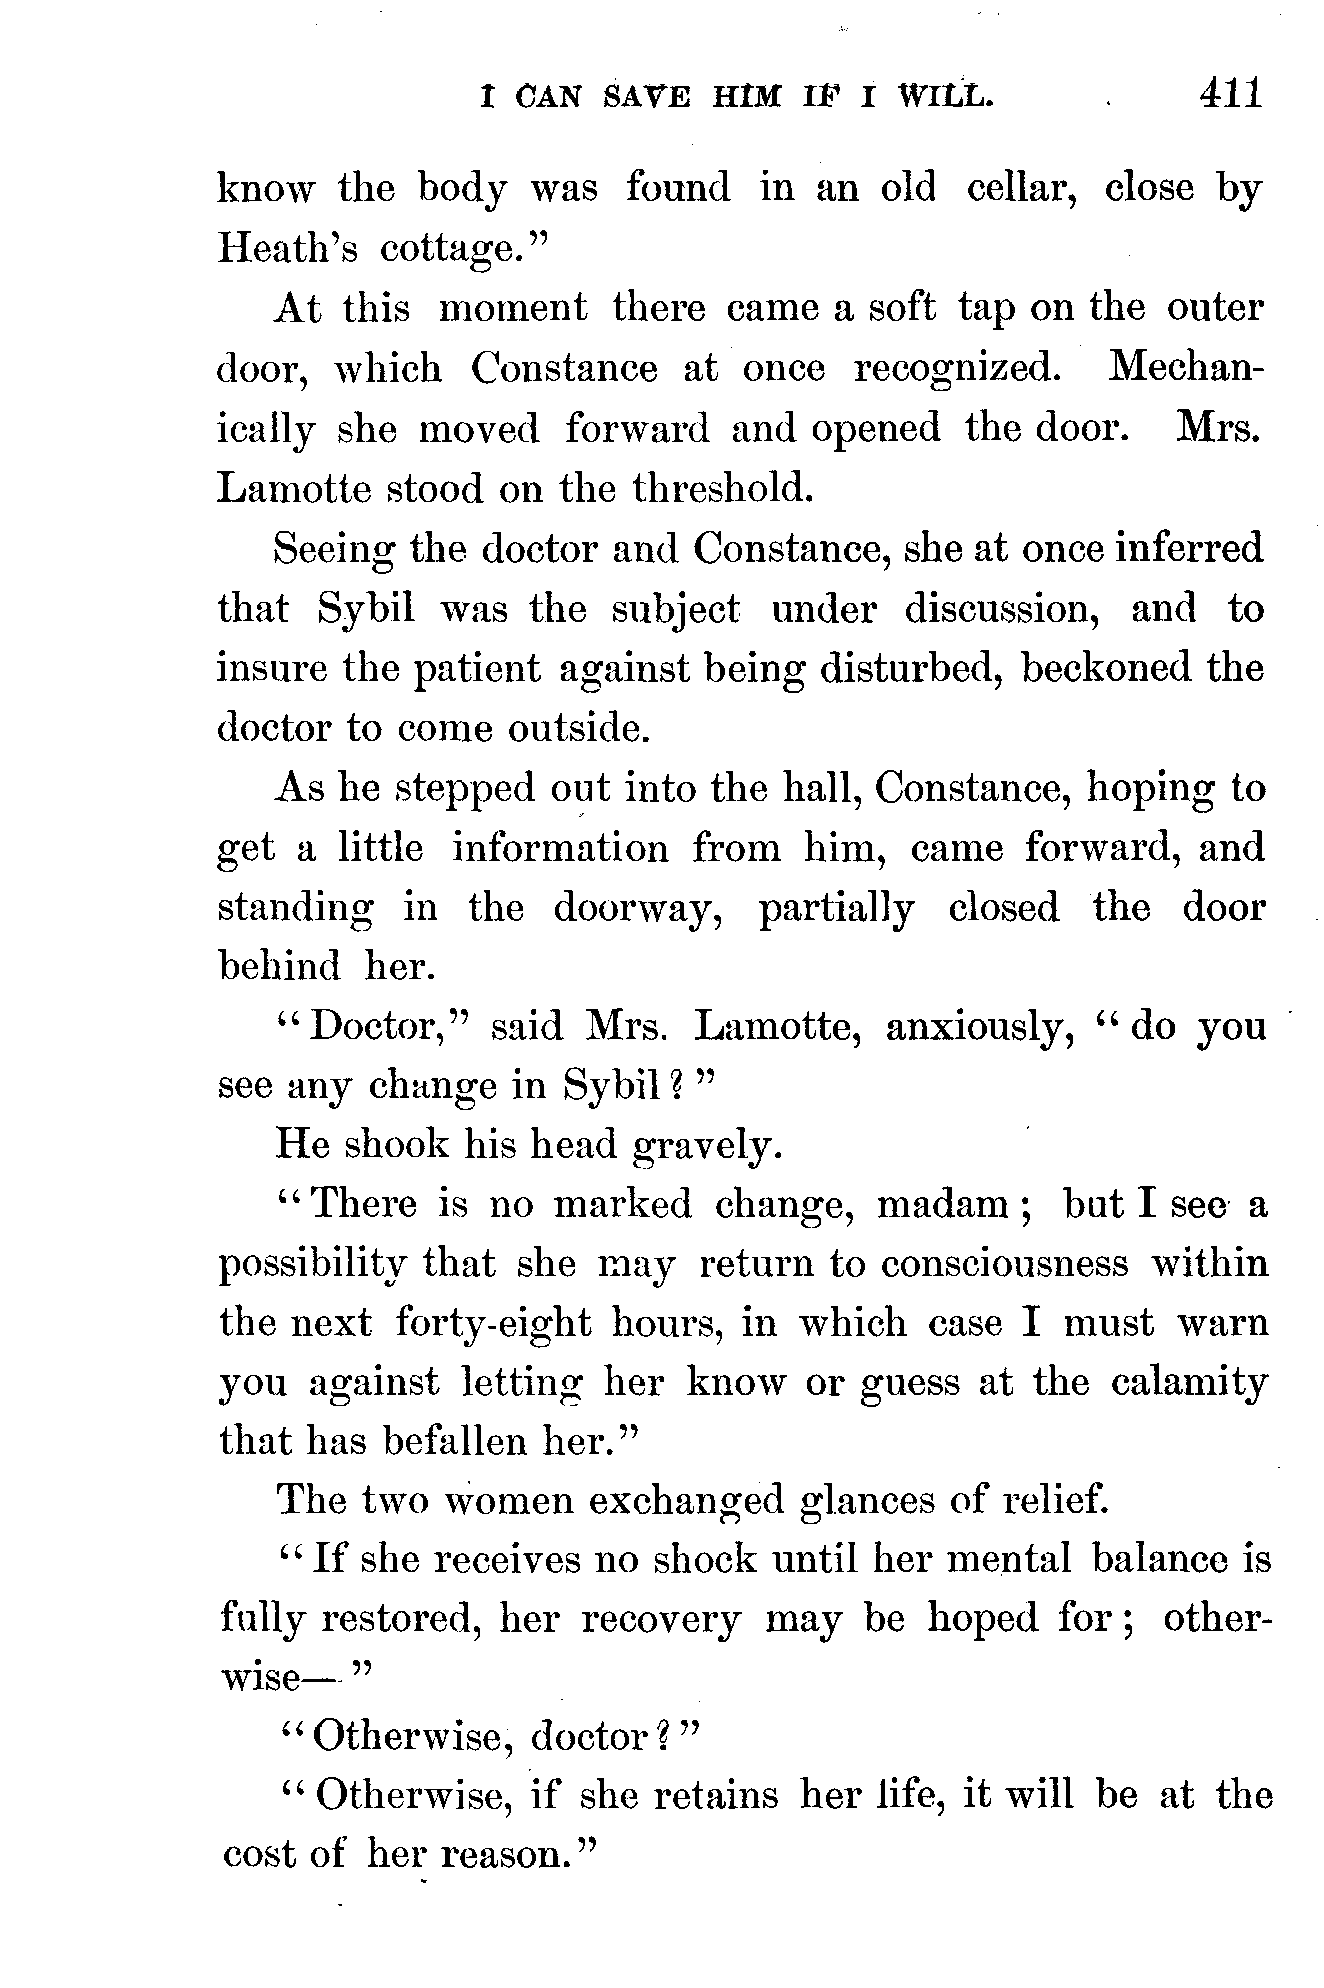 I CAN SAVE HIM IF I WILL. 411
know the body was found in an old cellar, close by
Heath's cottage."
At this moment there came a soft tap on the outer
door, which Constance at once recognized. Mechan-
ically she moved forward and opened the door. Mrs.
Lamotte stood on the threshold.
Seeing the doctor and Constance, she at once inferred
that Sybil was the subject under discussion, and to
insure the patient against being disturbed, beckoned the
doctor to come outside.
As he stepped out into the hall, Constance, hoping to
get a little information from him, came forward, and
standing in the doorway, partially closed the door
behind her.
"Doctor," said Mrs. Lamotte, anxiously, "do you
see any change in Sybil?"
He shook his head gravely.
"There is no marked change, madam; but I see a
possibility that she may return to consciousness within
the next forty-eight hours, in which case I must warn
you against letting her know or guess at the calamity
that has befallen her."
The two women exchanged glances of relief.
"If she receives no shock until her mental balance is
fully restored, her recovery may be hoped for; other-
wise—"
"Otherwise, doctor?"
"Otherwise, if she retains her life, it will be at the
cost of her reason."